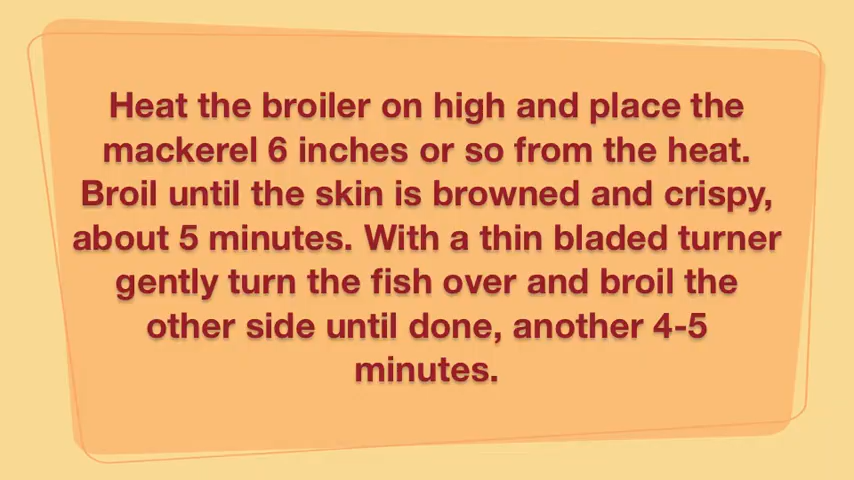 Heat the broiler on high and place the
mackerel 6 inches or so from the heat.
Broil until the skin is browned and crispy,
about 5 minutes. With a thin bladed turner
gently turn the fish over and broil the
other side until done, another 4-5
minutes.